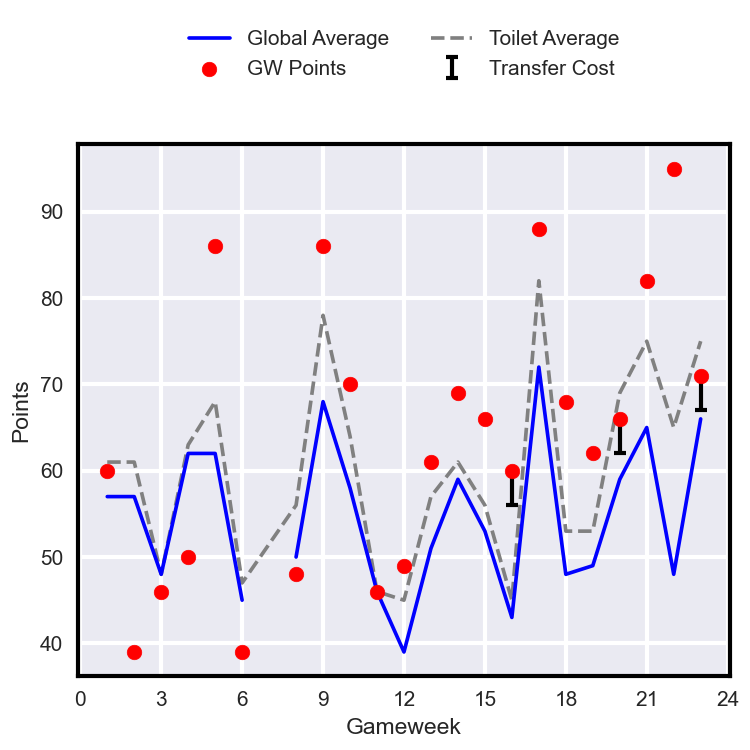 Global Average
Toilet Average
GW Points
Transfer Cost
90
80
70
60
50
40
Points
0 3 6 9 12 15 18 21 24
Gameweek